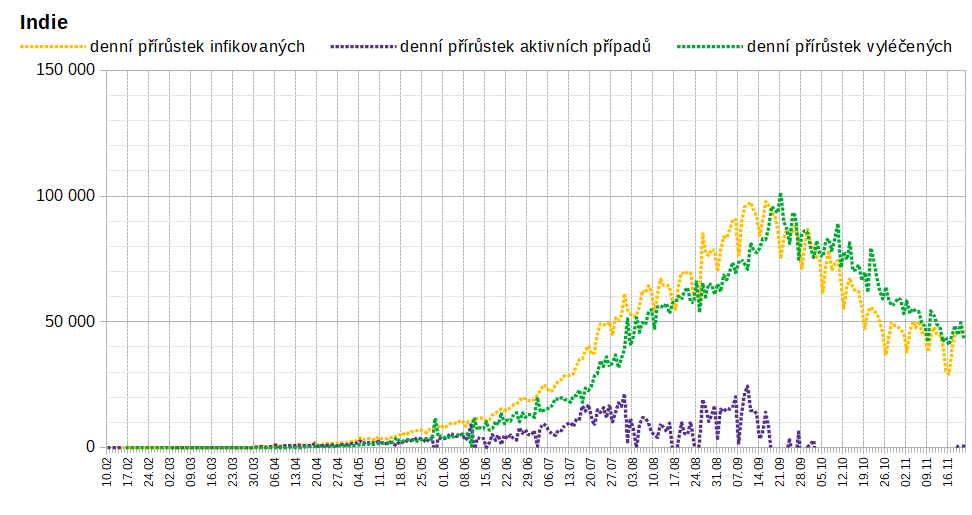 Indie
denní přírůstek infikovaných denní přírůstek aktivních případů denní přírůstek vyléčených
150 000
100 000
50 000
0
10.02 17.02 24.02 02.03 09.03 16.03 23.03 30.03 06.04 13.04 20.04 27.04 04.05 11.05 18.05 25.05 01.06 08.06 15.06 22.06 29.06 06.07 13.07 20.07 27.07 03.08 10.08 17.08 24.08 31.08 07.09 14.09 21.09 28.09 05.10 12.10 19.10 26.10 02.11 09.11 16.11